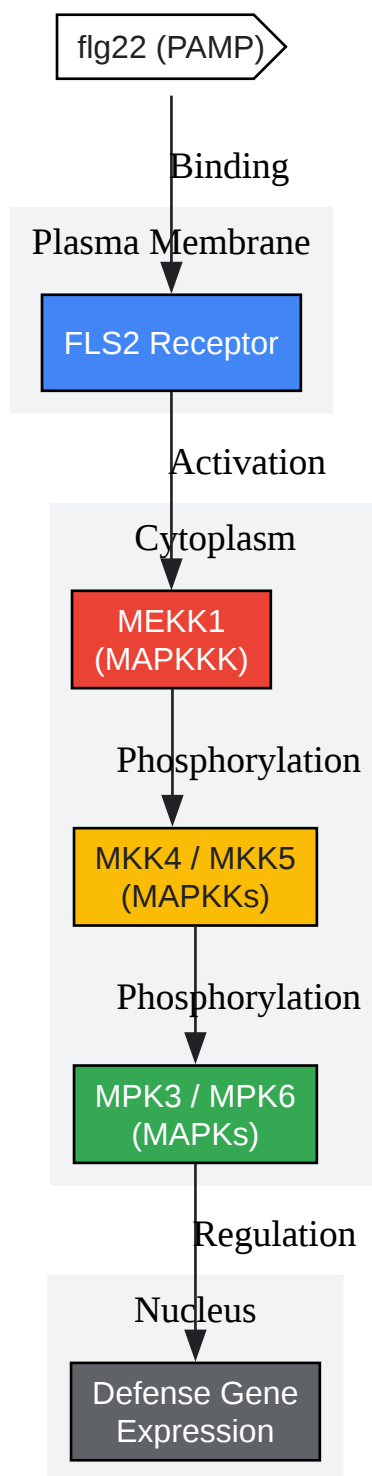 flg22 (PAMP)
Binding
Plasma Membrane
FLS2 Receptor
Activation
Cytoplasm
MEKK1
(MAPKKK)
Phosphorylation
MKK4 / MKK5
(MAPKKs)
Phosphorylation
MPK3 / MPK6
(MAPKs)
Regulation
Nucleus
Defense Gene
Expression